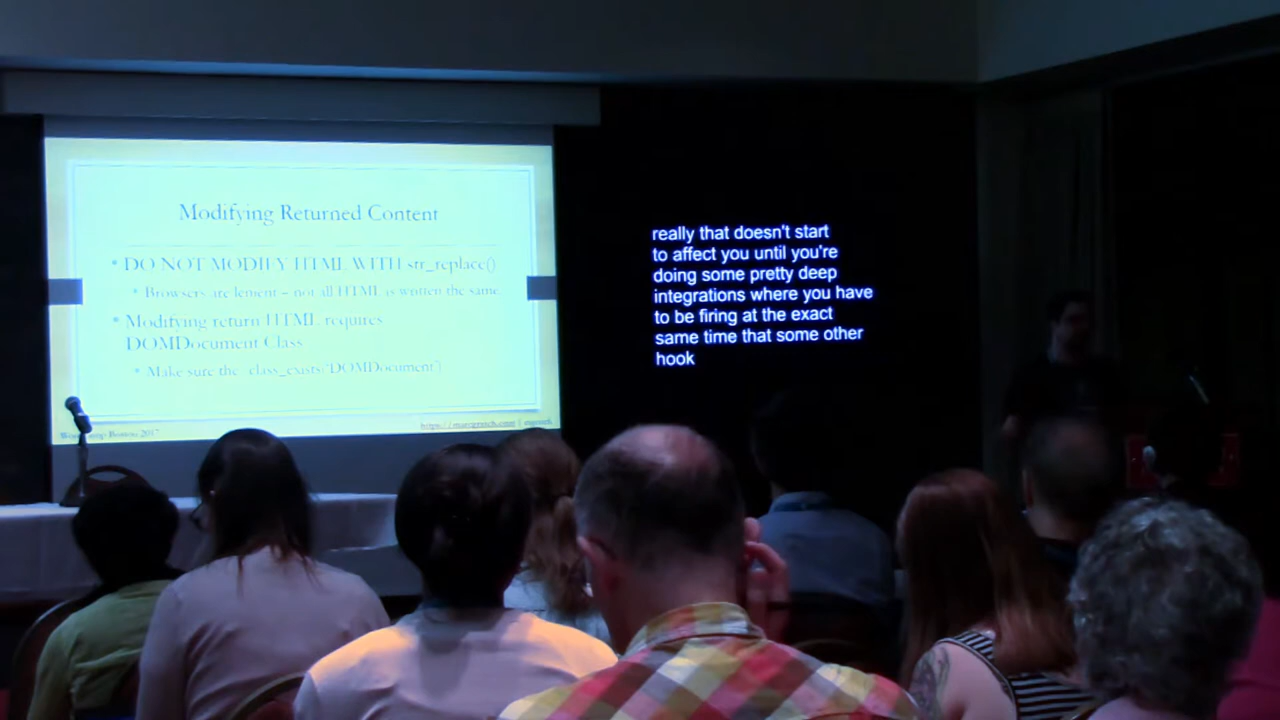 Modifying Returned Content
* DO NOT MODIFY HTML WITH str_replace()
* Browsers are lement – not all HTML is written the same
* Modifying return HTML requires
DOMDocument Class
* Make sure the class_exists('DOMDocument')
2017
really that doesn't start
to affect you until you're
doing some pretty deep
integrations where you have
to be firing at the exact
same time that some other
hook